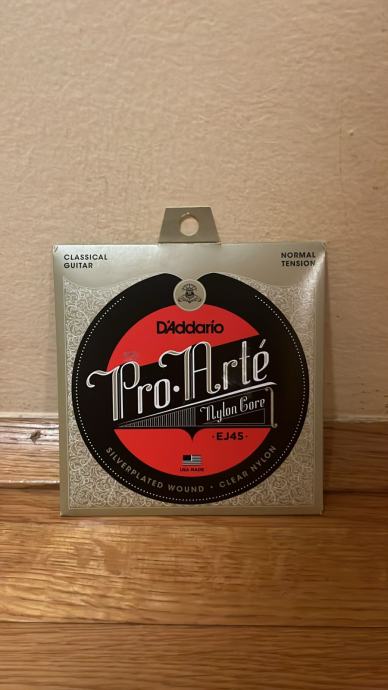 CLASSICAL
GUITAR
NORMAL
TENSION
D'Addario
Pro·Arté
Nylon Core
·EJ45·
USA MADE
SILVERPLATED WOUND · CLEAR NYLON